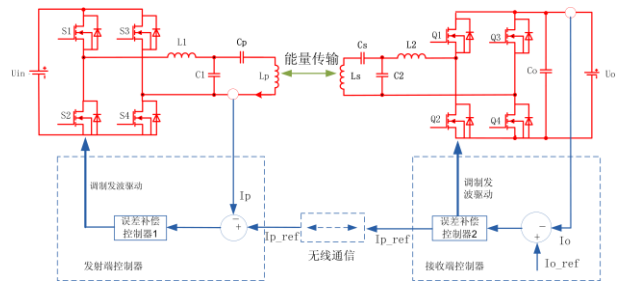 S1
S3
L1
Cp
Uin
C1
Lp
S2
S4
能量传输
Cs
L2
Ls
C2
Q1
Q3
Co
Uo
Q2
Q4
调制发波驱动
Ip
误差补偿
控制器1
−
+
Ip_ref
发射端控制器
无线通信
Ip_ref
调制发
波驱动
误差补偿
控制器2
−
+
Io
Io_ref
接收端控制器